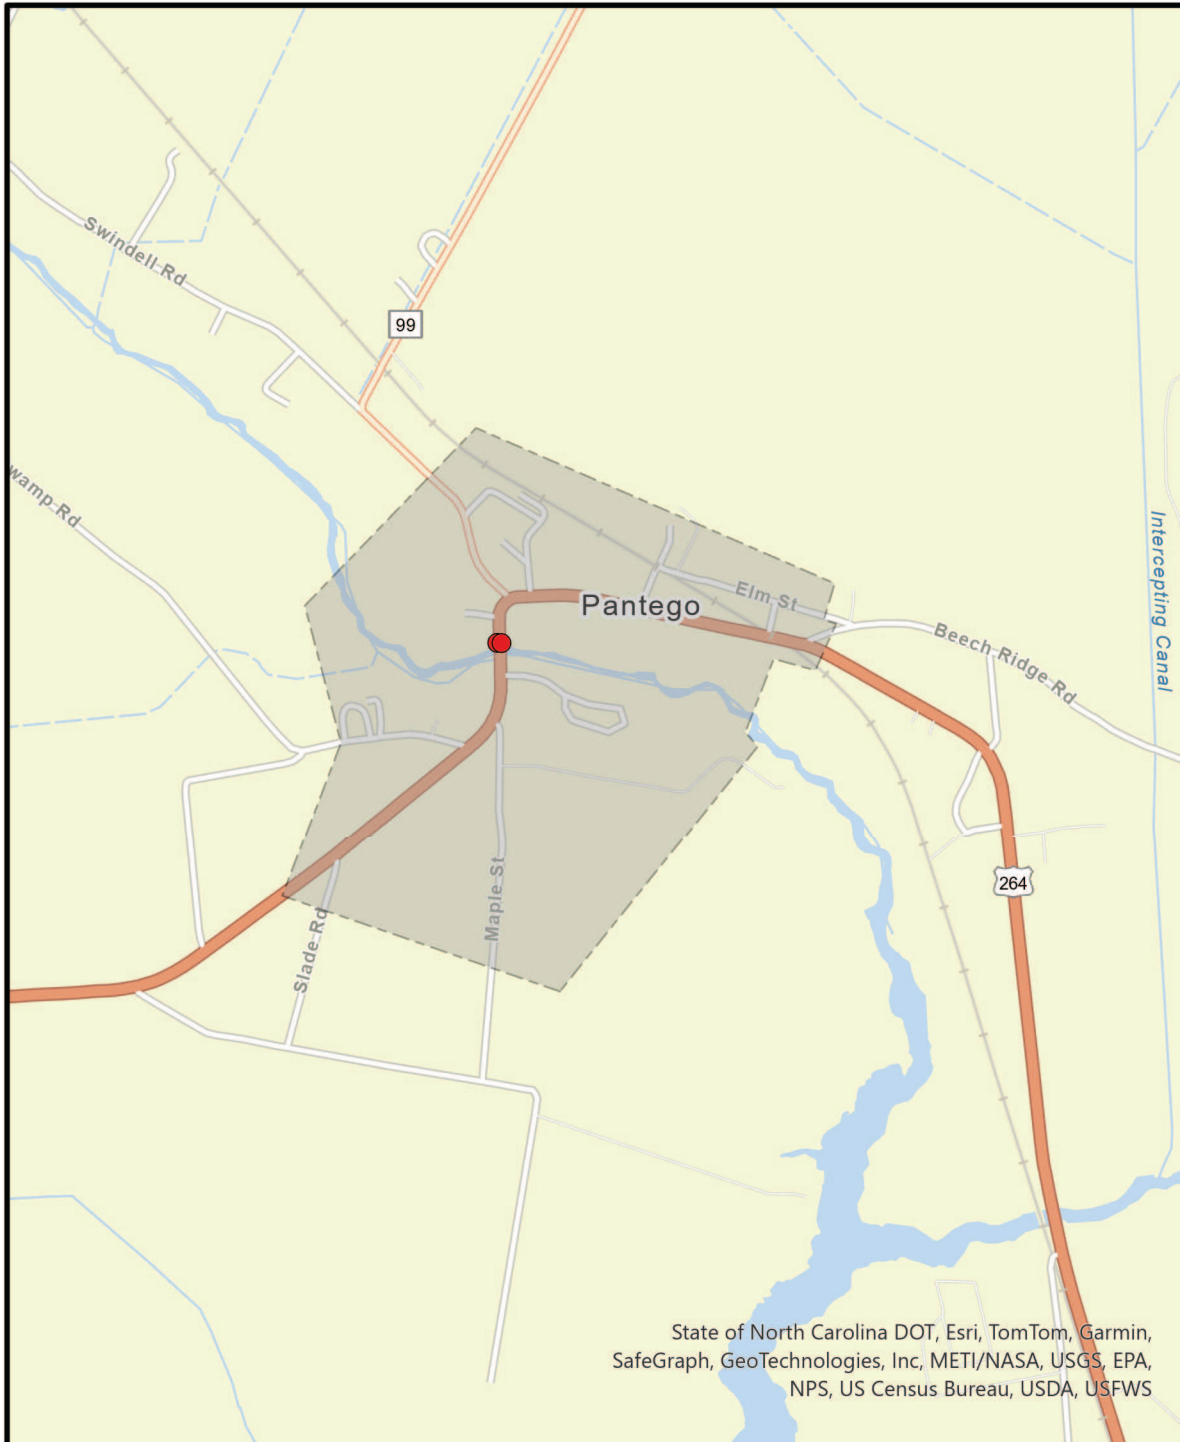 Swindell Rd
99
wamp Rd
Intercepting Canal
Elm St
Pantego
Beech Ridge Rd
264
Maple St
Slade Rd
State of North Carolina DOT, Esri, TomTom, Garmin,
SafeGraph, GeoTechnologies, Inc, METI/NASA, USGS, EPA,
NPS, US Census Bureau, USDA, USFWS